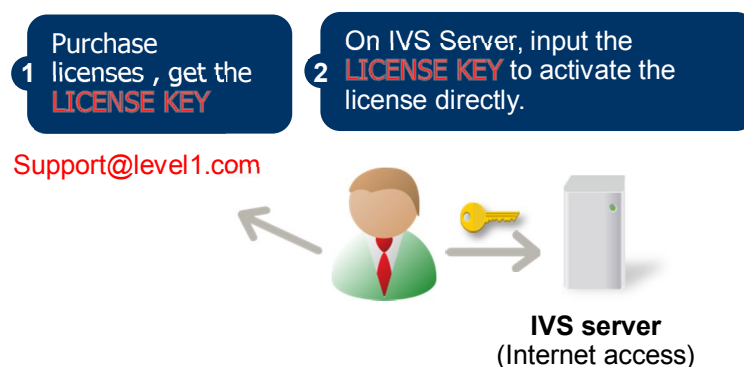 1
Purchase
licenses , get the
LICENSE KEY
2
On IVS Server, input the
LICENSE KEY to activate the
license directly.
Support@level1.com
IVS server
(Internet access)